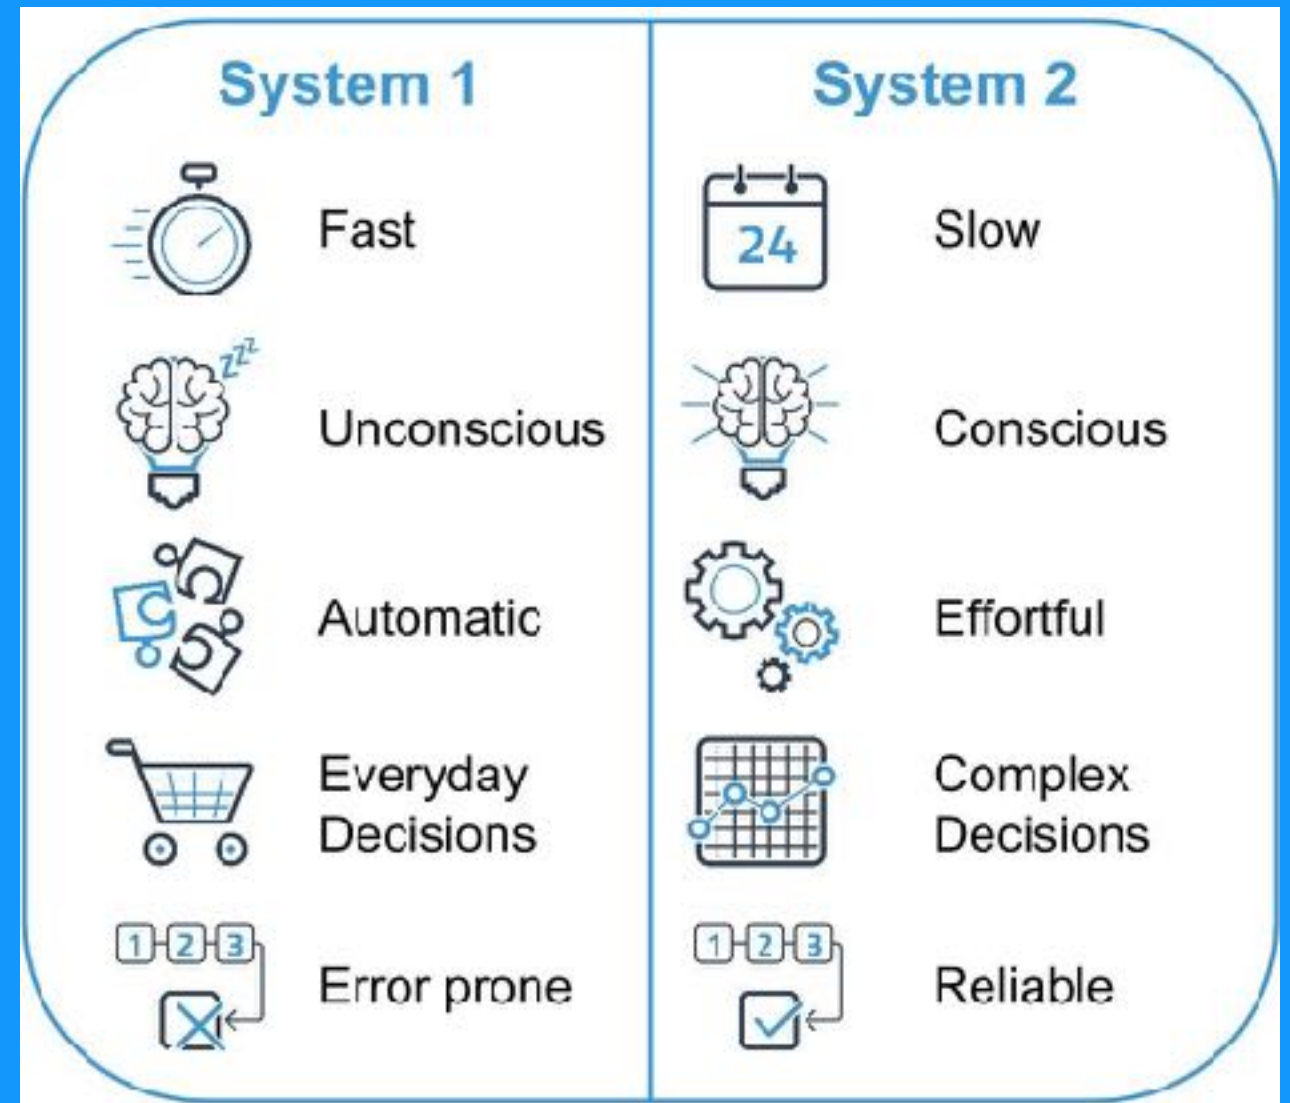 System 1
Fast
zzz
Unconscious
Automatic
Everyday
Decisions
1 2 3
Error prone
System 2
24
Slow
Conscious
Effortful
Complex
Decisions
1 2 3
Reliable